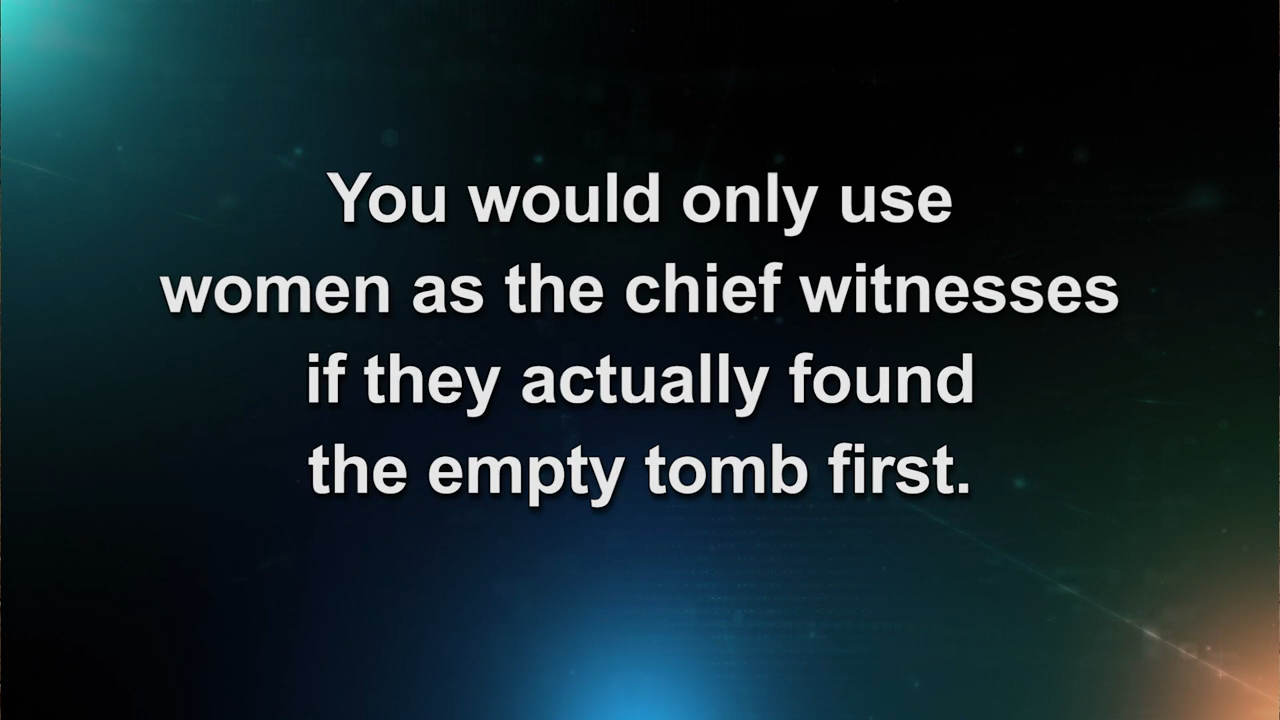 You would only use
women as the chief witnesses
if they actually found
the empty tomb first.